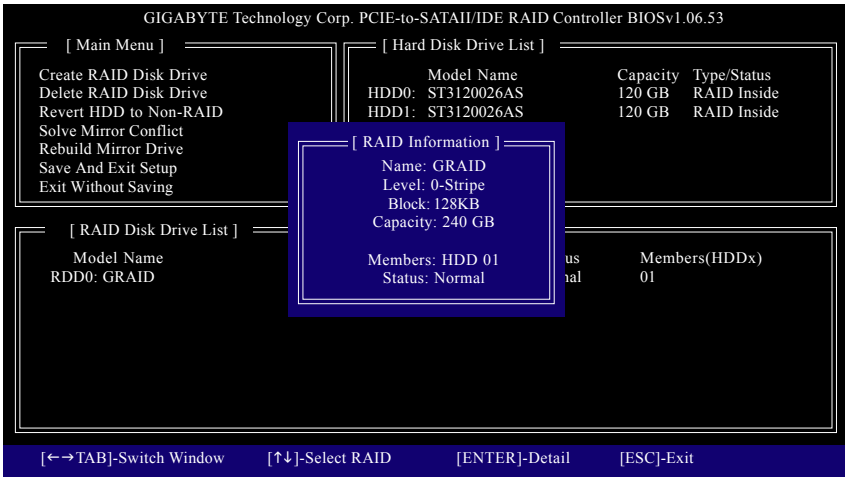 GIGABYTE Technology Corp. PCIE-to-SATAII/IDE RAID Controller BIOSv1.06.53
[ Main Menu ]
Create RAID Disk Drive
Delete RAID Disk Drive
Revert HDD to Non-RAID
Solve Mirror Conflict
Rebuild Mirror Drive
Save And Exit Setup
Exit Without Saving
[ Hard Disk Drive List ]
Model Name Capacity Type/Status
HDD0: ST3120026AS 120 GB RAID Inside
HDD1: ST3120026AS 120 GB RAID Inside
[ RAID Information ]
Name: GRAID
Level: 0-Stripe
Block: 128KB
Capacity: 240 GB
Members: HDD 01
Status: Normal
[ RAID Disk Drive List ]
Model Name us Members(HDDx)
RDD0: GRAID nal 01
[←→TAB]-Switch Window [↑↓]-Select RAID [ENTER]-Detail [ESC]-Exit